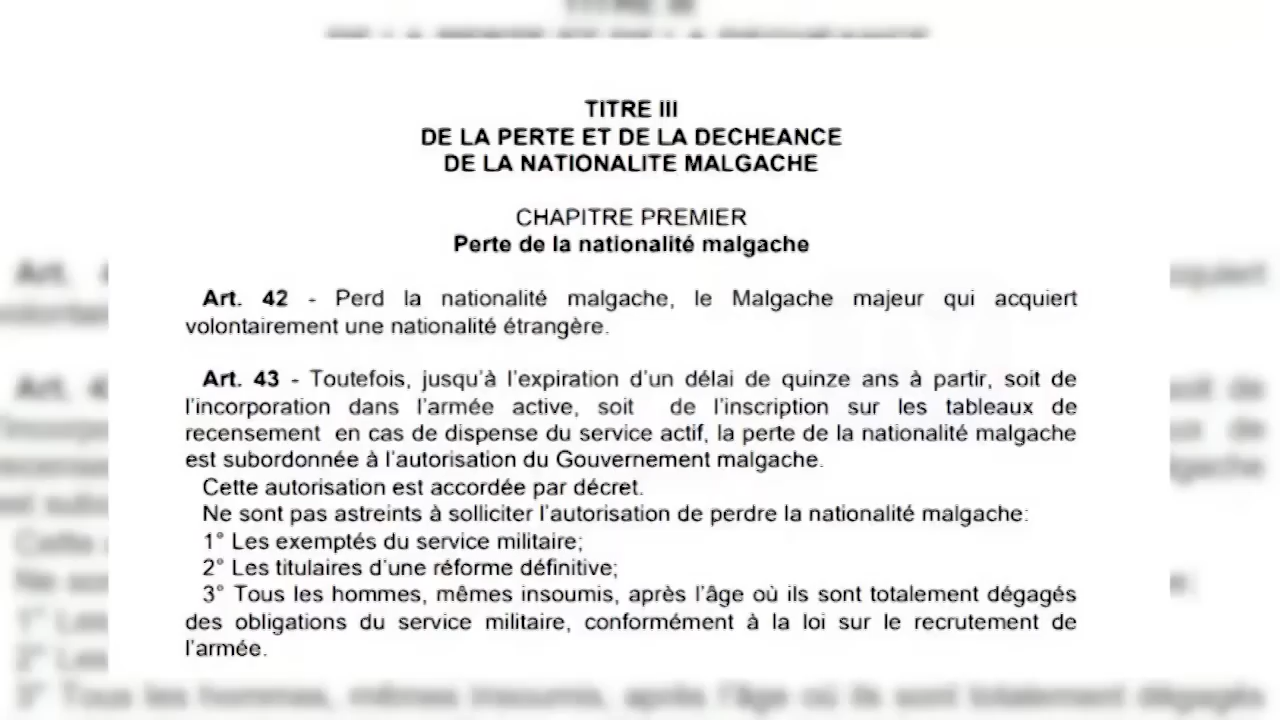 TITRE III
DE LA PERTE ET DE LA DECHEANCE
DE LA NATIONALITE MALGACHE
CHAPITRE PREMIER
Perte de la nationalité malgache
Art. 42 - Perd la nationalité malgache, le Malgache majeur qui acquiert
volontairement une nationalité étrangère.
Art. 43 - Toutefois, jusqu'à l'expiration d'un délai de quinze ans à partir, soit de
l'incorporation dans l'armée active, soit de l'inscription sur les tableaux de
recensement en cas de dispense du service actif, la perte de la nationalité malgache
est subordonnée à l'autorisation du Gouvernement malgache.
Cette autorisation est accordée par décret.
Ne sont pas astreints à solliciter l'autorisation de perdre la nationalité malgache:
1° Les exemptés du service militaire;
2° Les titulaires d'une réforme définitive;
3° Tous les hommes, mêmes insoumis, après l'âge où ils sont totalement dégagés
des obligations du service militaire, conformément à la loi sur le recrutement de
l'armée.